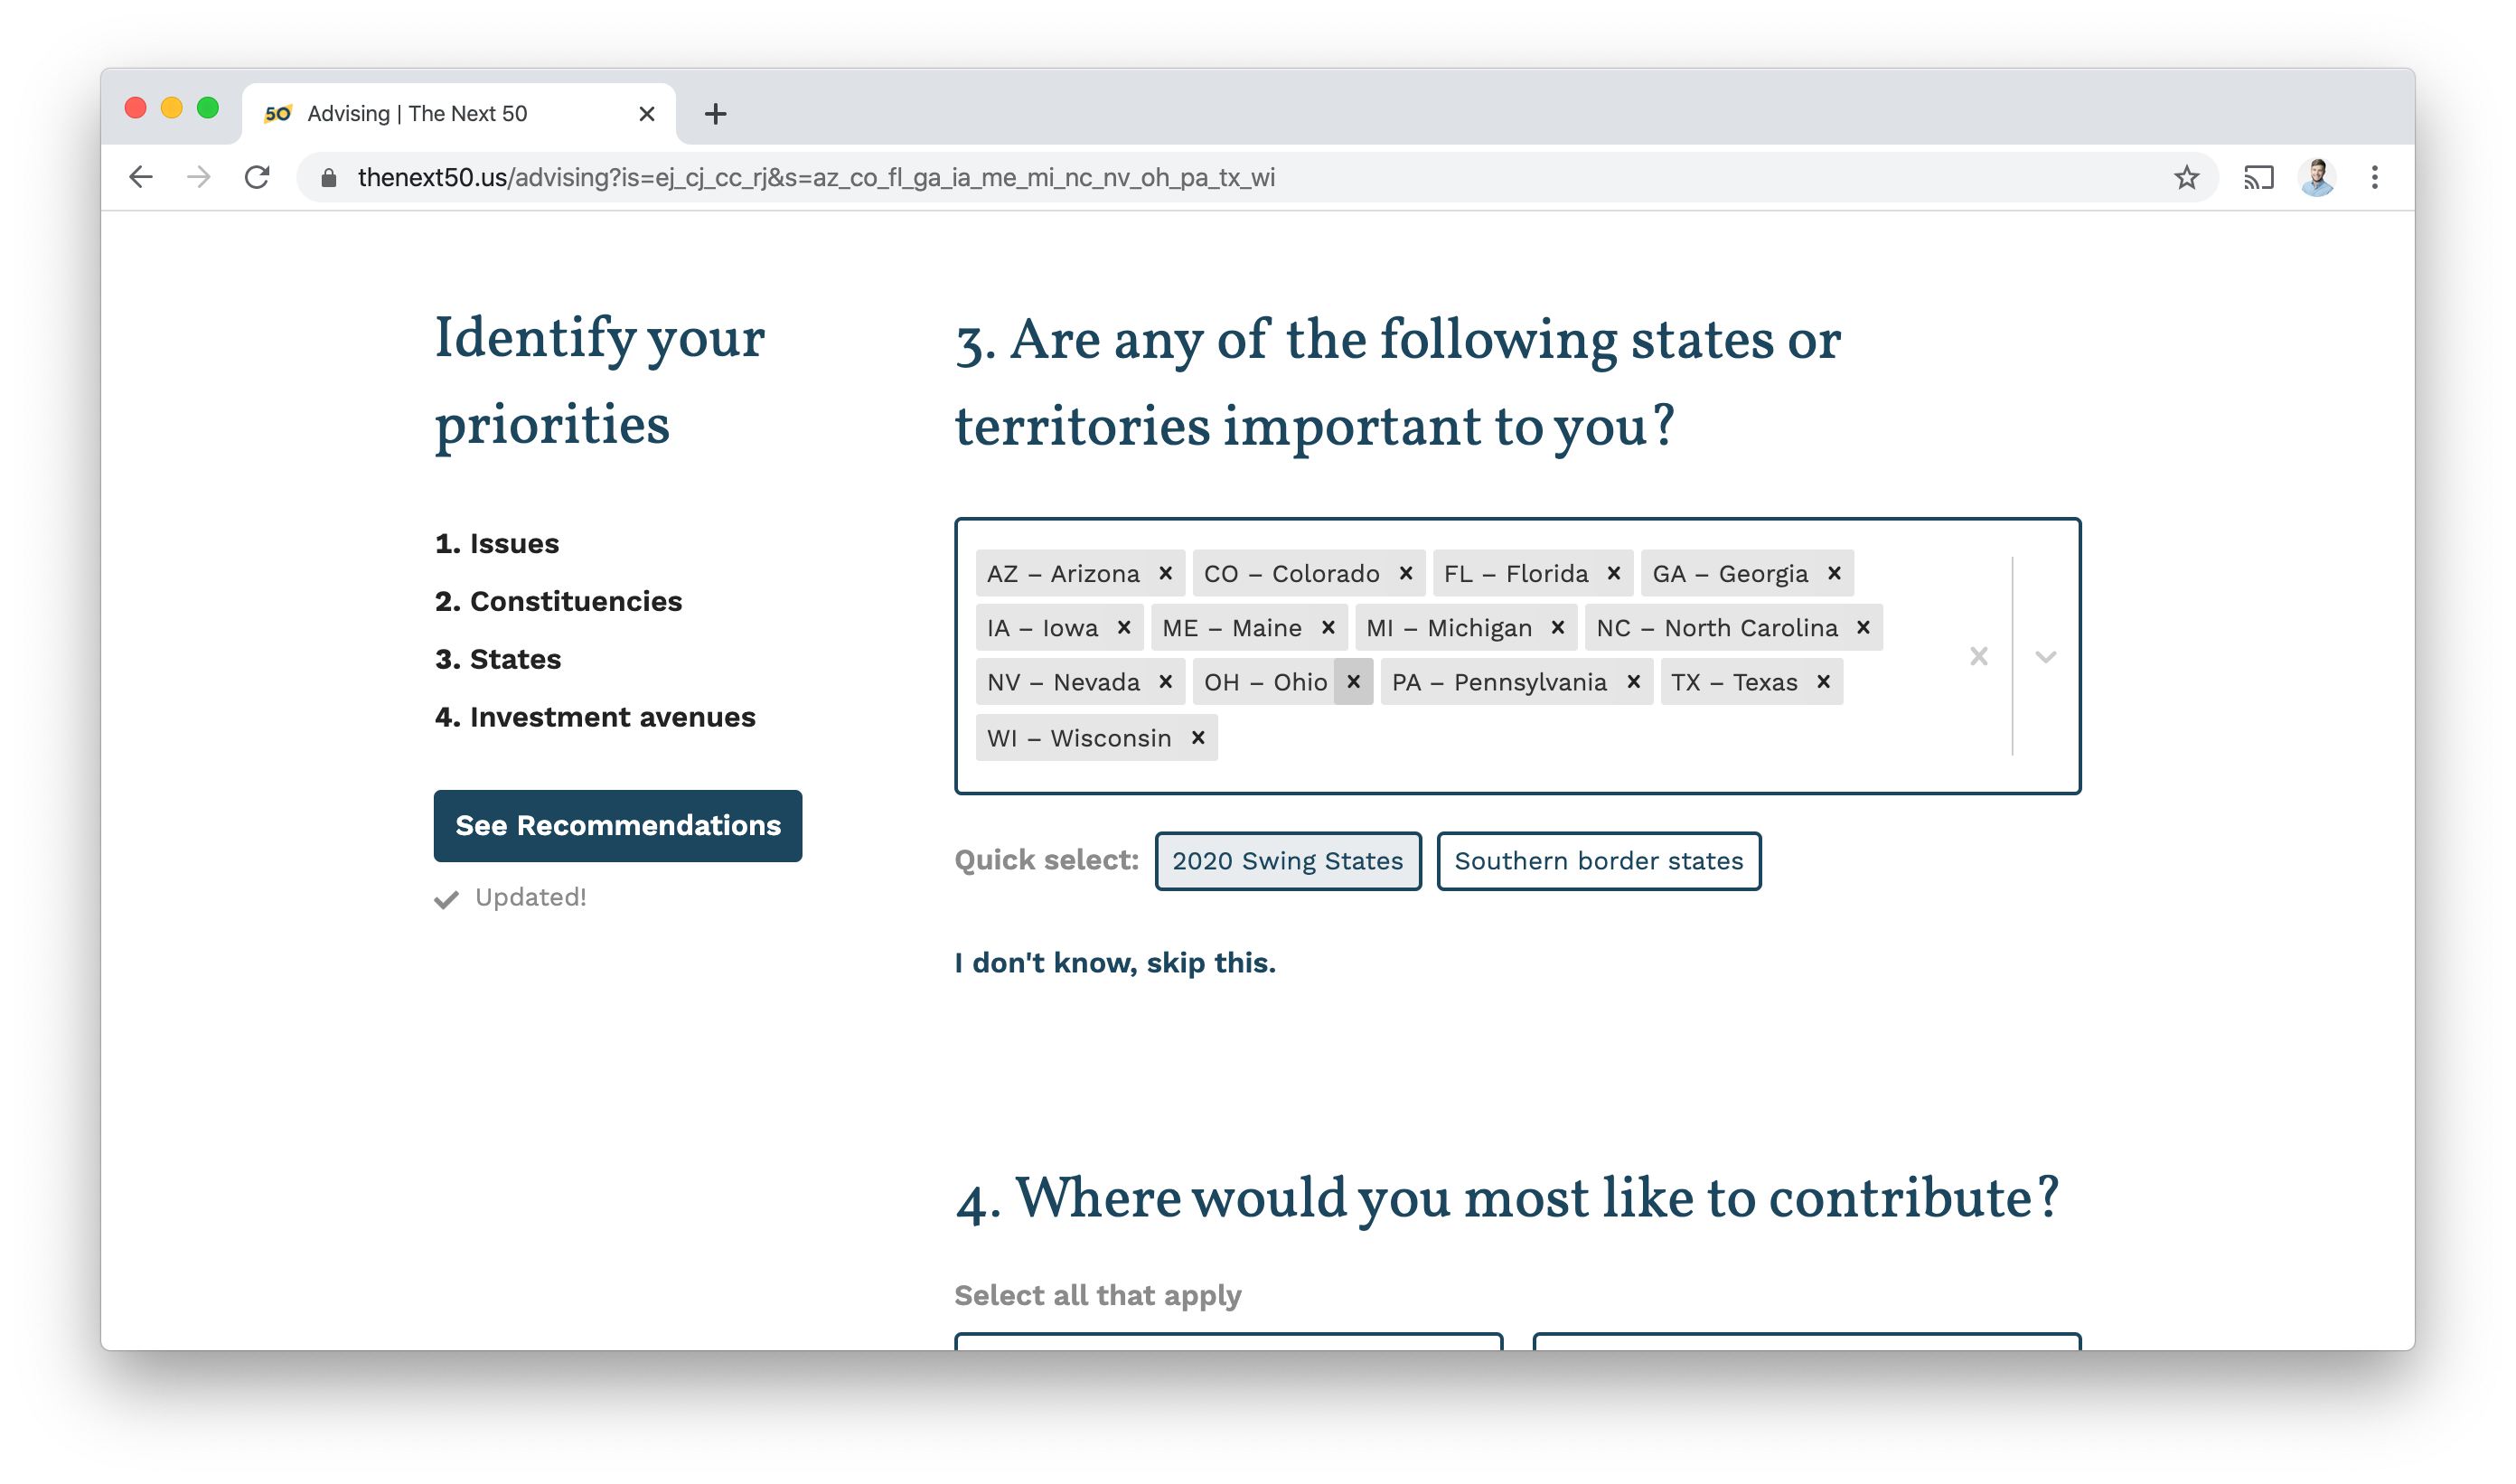 50 Advising | The Next 50
thenext50.us/advising?is=ej_cj_cc_rj&s=az_co_fl_ga_ia_me_mi_nc_nv_oh_pa_tx_wi
Identify your
priorities
1. Issues
2. Constituencies
3. States
4. Investment avenues
See Recommendations
Updated!
3. Are any of the following states or
territories important to you?
AZ – Arizona CO – Colorado FL – Florida GA – Georgia
IA – Iowa ME – Maine MI – Michigan NC – North Carolina
NV – Nevada OH – Ohio PA – Pennsylvania TX – Texas
WI – Wisconsin
Quick select: 2020 Swing States Southern border states
I don't know, skip this.
4. Where would you most like to contribute?
Select all that apply